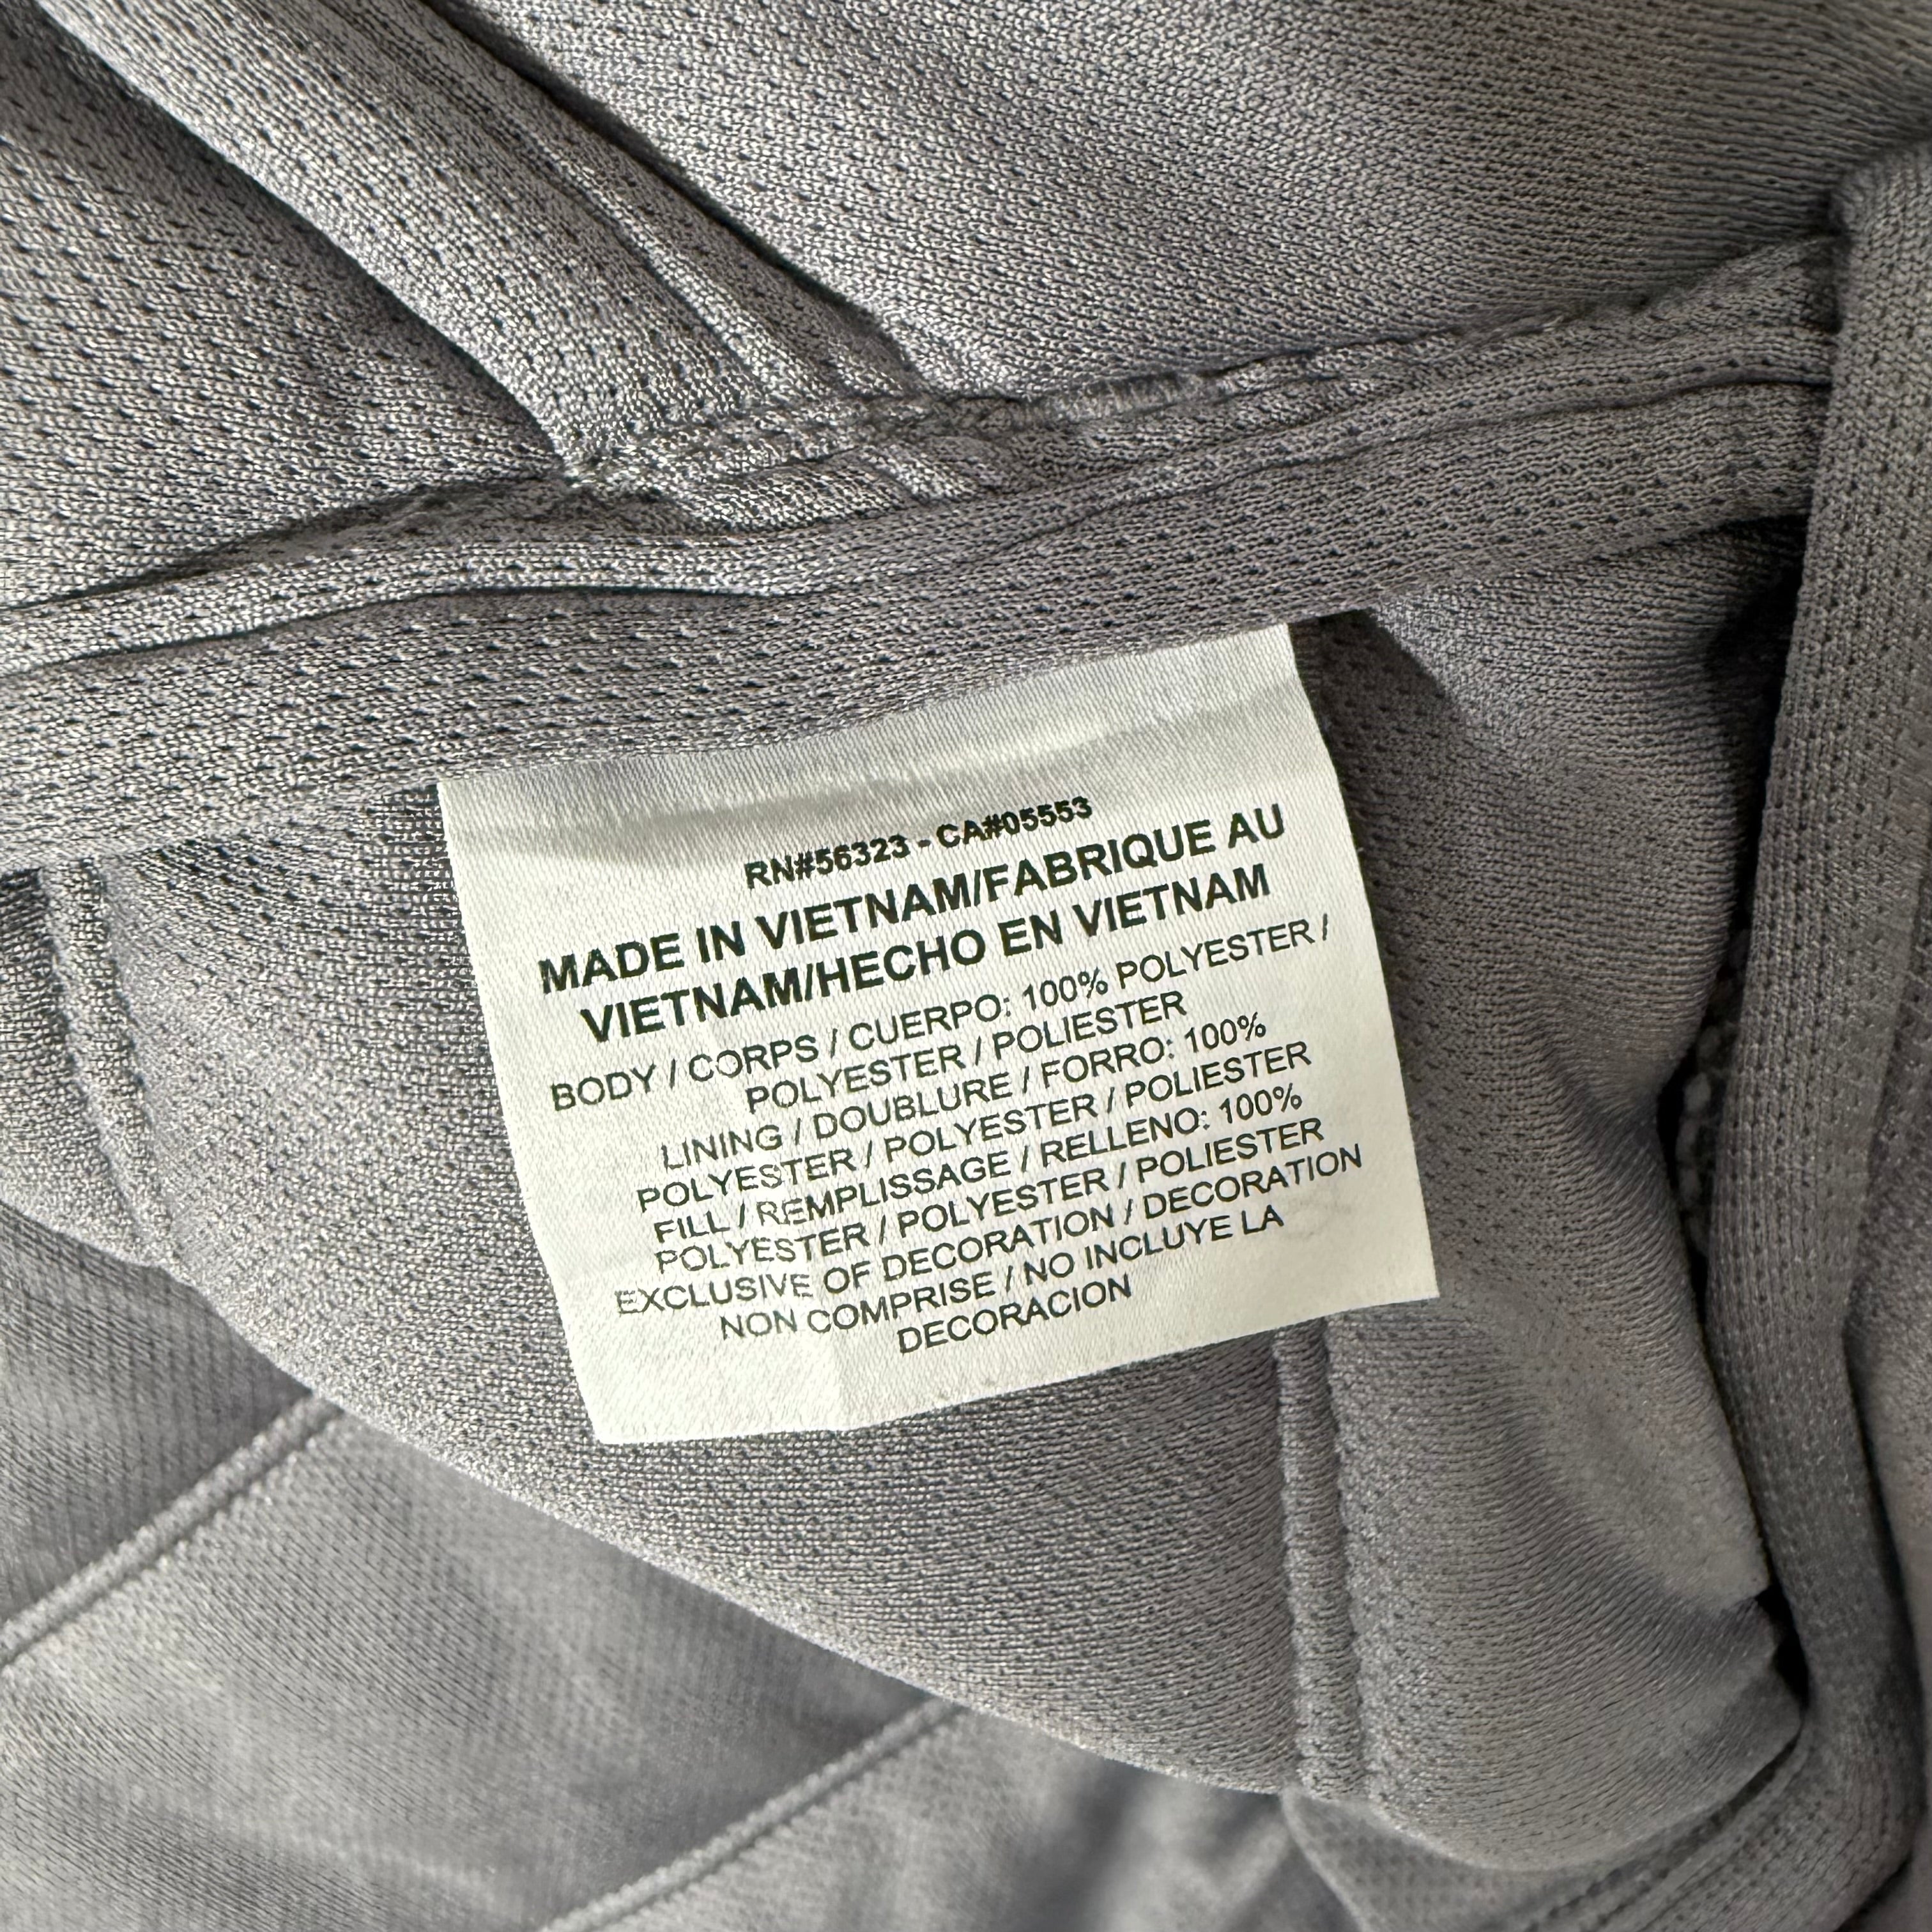 RN#56323 - CA#05553
MADE IN VIETNAM/FABRIQUE AU
VIETNAM/HECHO EN VIETNAM
BODY / CORPS / CUERPO: 100% POLYESTER /
POLYESTER / POLIESTER
LINING / DOUBLURE / FORRO: 100%
POLYESTER / POLYESTER / POLIESTER
FILL / REMPLISSAGE / RELLENO: 100%
POLYESTER / POLYESTER / POLIESTER
EXCLUSIVE OF DECORATION / DECORATION
NON COMPRISE / NO INCLUYE LA
DECORACION